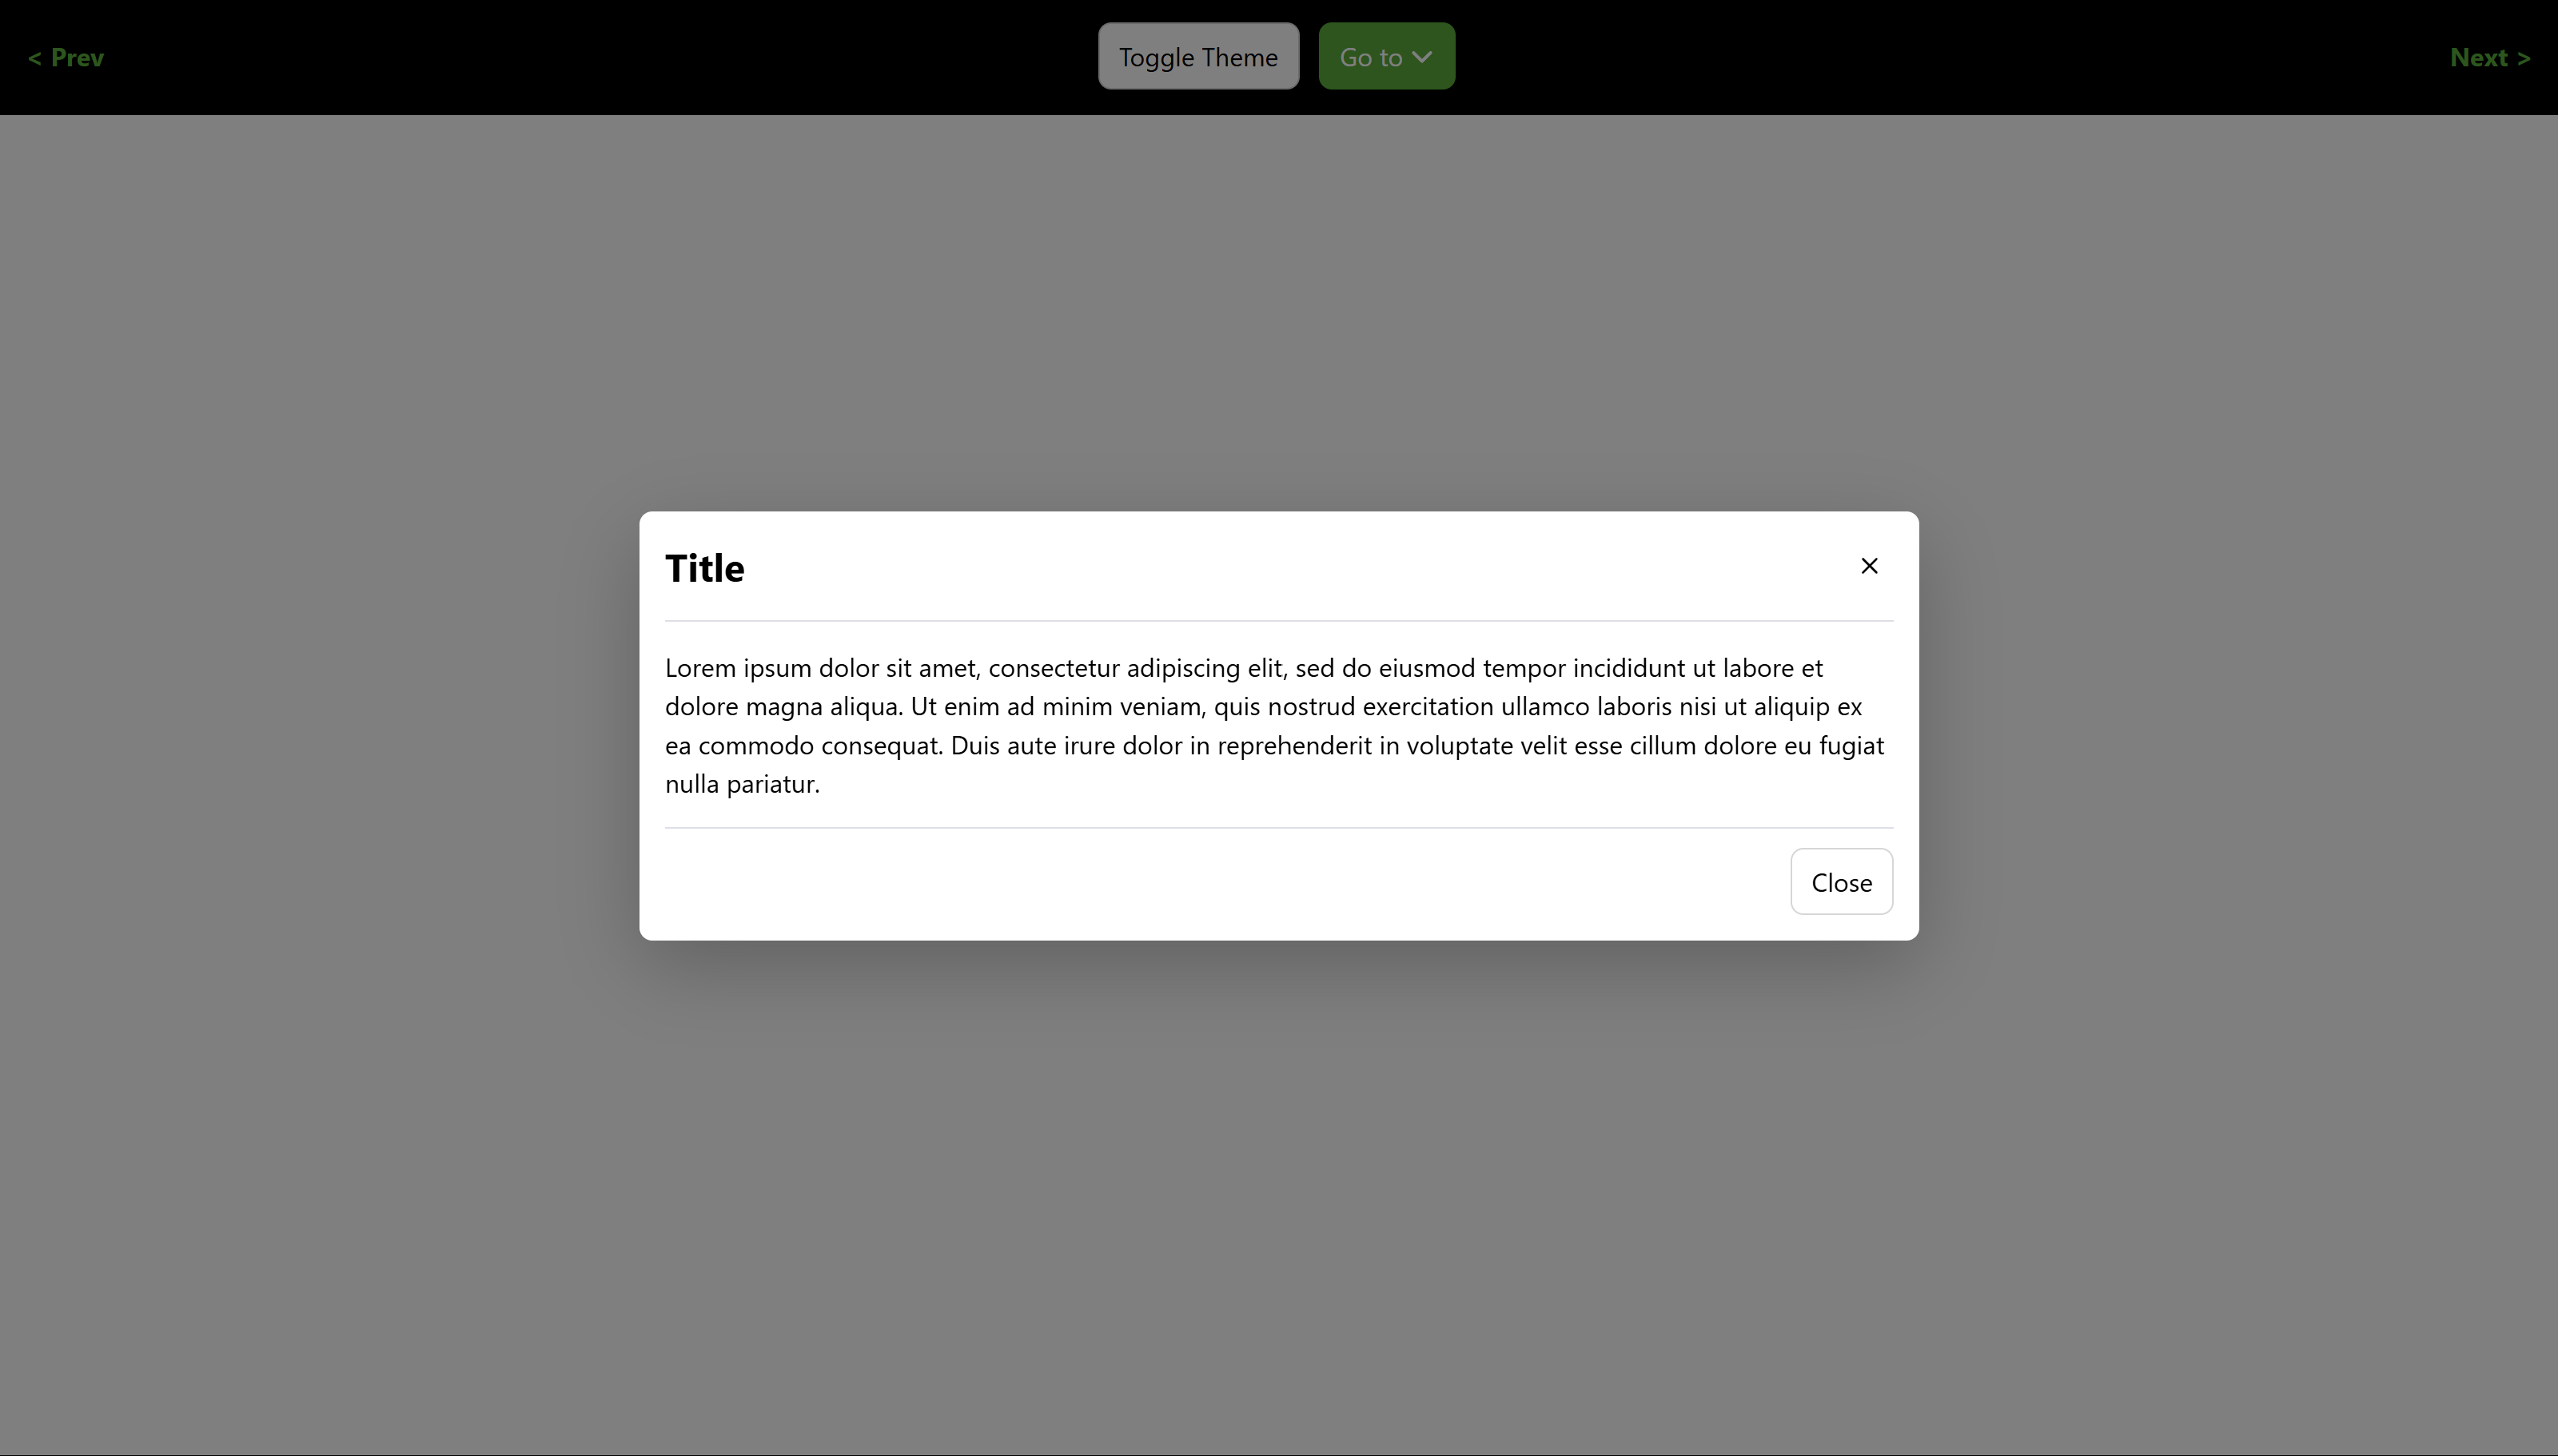 < Prev
Toggle Theme
Go to
Next >
Title
Lorem ipsum dolor sit amet, consectetur adipiscing elit, sed do eiusmod tempor incididunt ut labore et
dolore magna aliqua. Ut enim ad minim veniam, quis nostrud exercitation ullamco laboris nisi ut aliquip ex
ea commodo consequat. Duis aute irure dolor in reprehenderit in voluptate velit esse cillum dolore eu fugiat
nulla pariatur.
Close